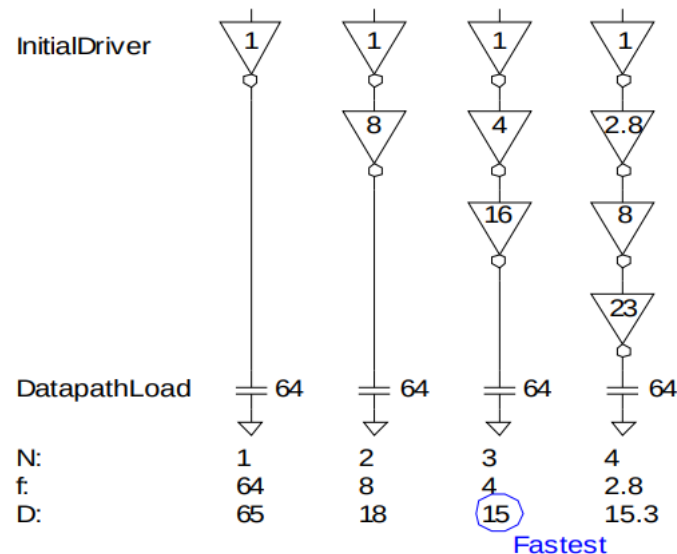 InitialDriver 1 1 1 1
8 4 2.8
16 8
23
DatapathLoad 64 64 64 64
N: 1 2 3 4
f: 64 8 4 2.8
D: 65 18 15 15.3
Fastest